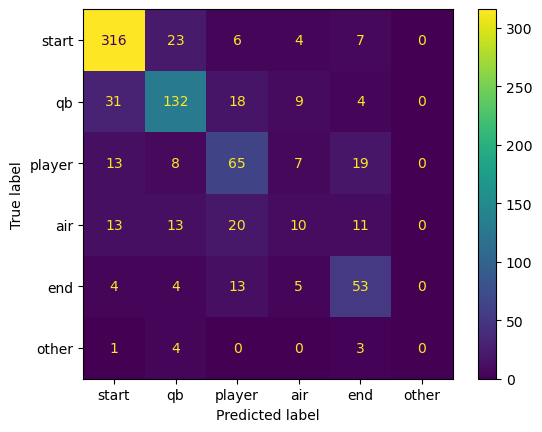 start 316 23 6 4 7 0
qb 31 132 18 9 4 0
player 13 8 65 7 19 0
air 13 13 20 10 11 0
end 4 4 13 5 53 0
other 1 4 0 0 3 0
start qb player air end other
Predicted label
True label
300
250
200
150
100
50
0